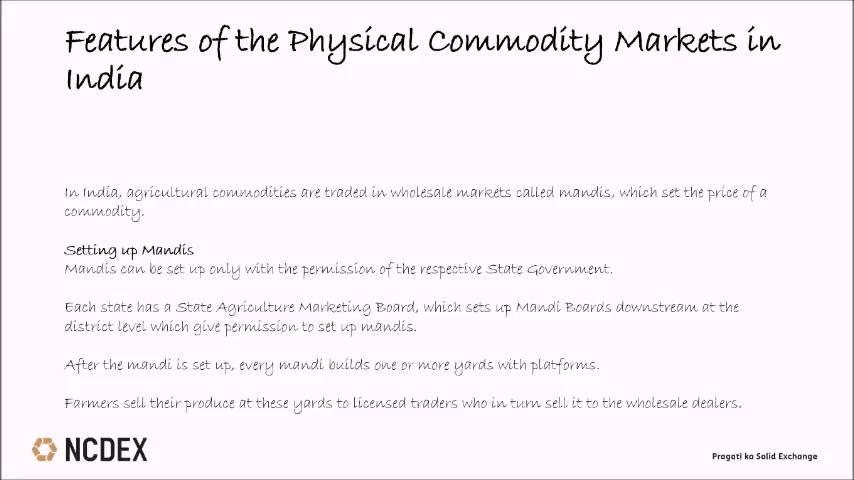 Features of the Physical Commodity Markets in
India
In India, agricultural commodities are traded in wholesale markets called mandis, which set the price of a
commodity.
Setting up Mandis
Mandis can be set up only with the permission of the respective State Government.
Each state has a State Agriculture Marketing Board, which sets up Mandi Boards downstream at the
district level which give permission to set up mandis.
After the mandi is set up, every mandi builds one or more yards with platforms.
Farmers sell their produce at these yards to licensed traders who in turn sell it to the wholesale dealers.
NCDEX
Pragati ka Solid Exchange